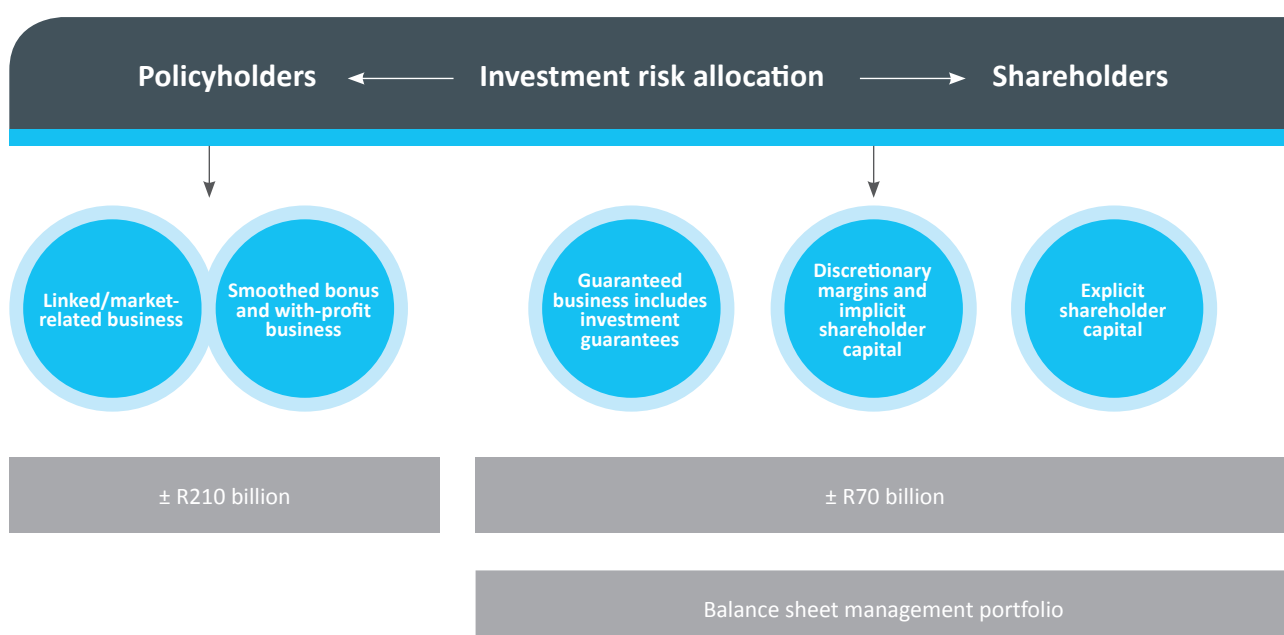 Policyholders Investment risk allocation Shareholders
Linked/market-
related business
Smoothed bonus
and with-profit
business
Guaranteed
business includes
investment
guarantees
Discretionary
margins and
implicit
shareholder
capital
Explicit
shareholder
capital
± R210 billion
± R70 billion
Balance sheet management portfolio